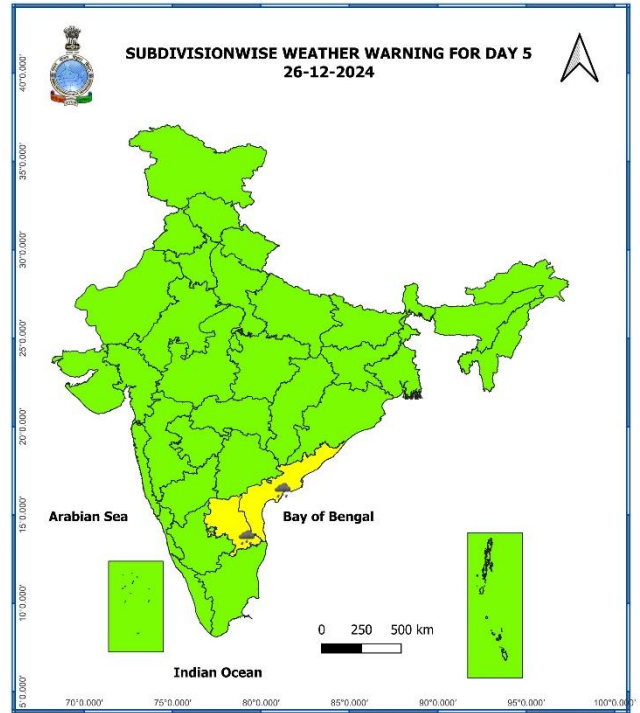 SUBDIVISIONWISE WEATHER WARNING FOR DAY 5
26-12-2024
40°0.000'
35°0.000'
30°0.000'
25°0.000'
20°0.000'
15°0.000'
10°0.000'
5°0.000'
Arabian Sea
Bay of Bengal
0 250 500 km
Indian Ocean
70°0.000' 75°0.000' 80°0.000' 85°0.000' 90°0.000' 95°0.000' 100°0.000'